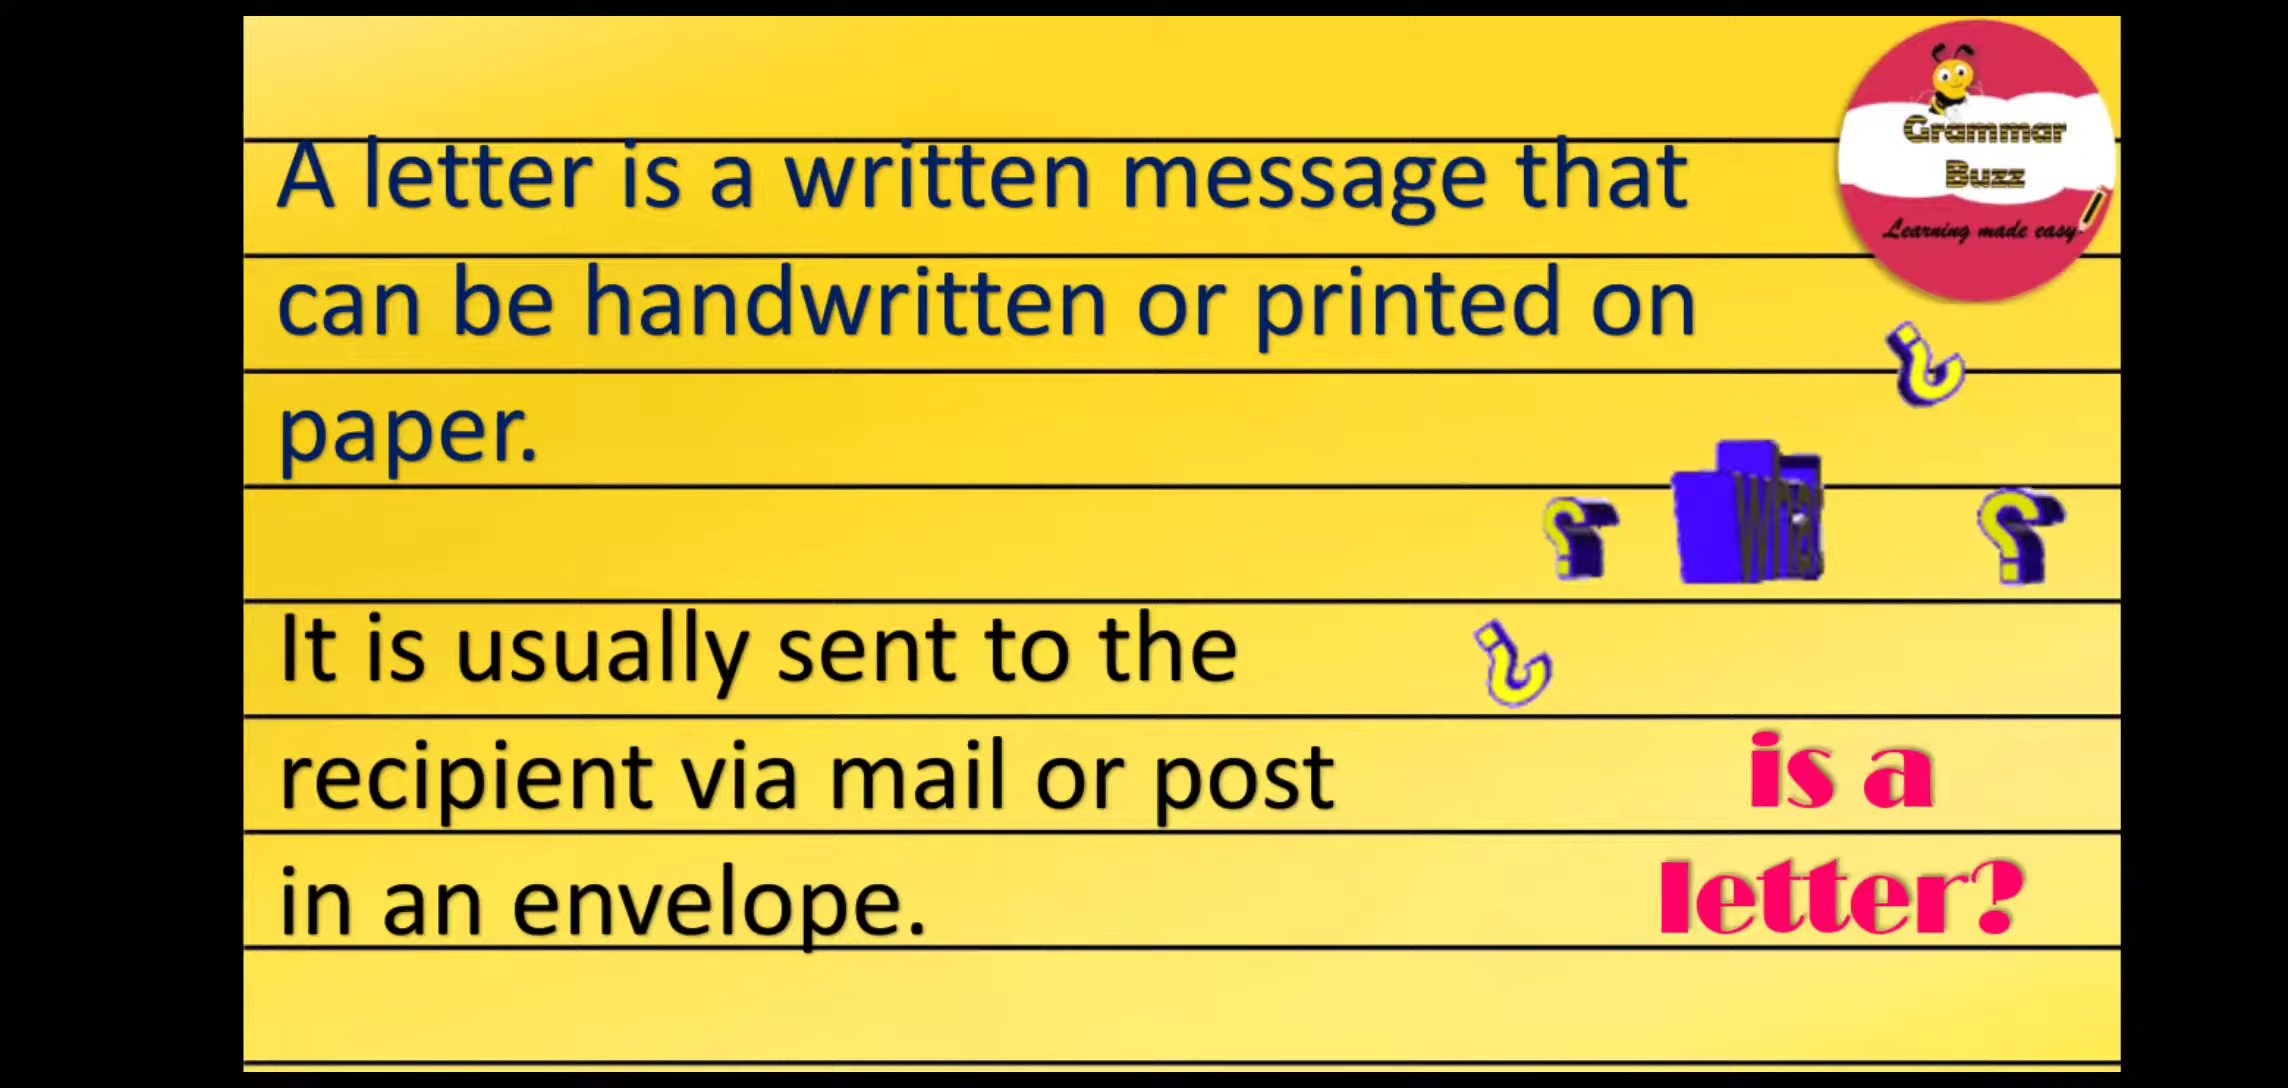 Grammar
Buzz
Learning made easy
A letter is a written message that
can be handwritten or printed on
paper.
It is usually sent to the
recipient via mail or post
in an envelope.
What
is a
letter?